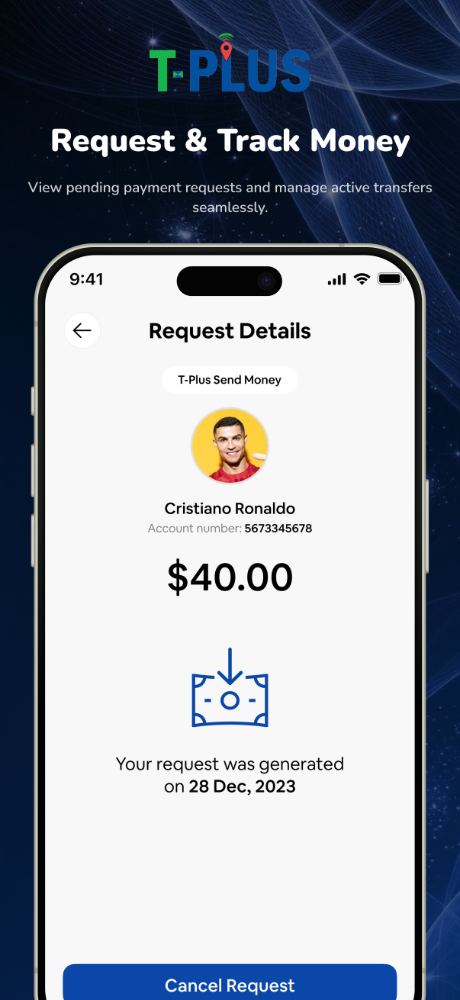 T-PLUS
Request & Track Money
View pending payment requests and manage active transfers
seamlessly.
9:41
Request Details
T-Plus Send Money
Cristiano Ronaldo
Account number: 5673345678
$40.00
Your request was generated
on 28 Dec, 2023
Cancel Request